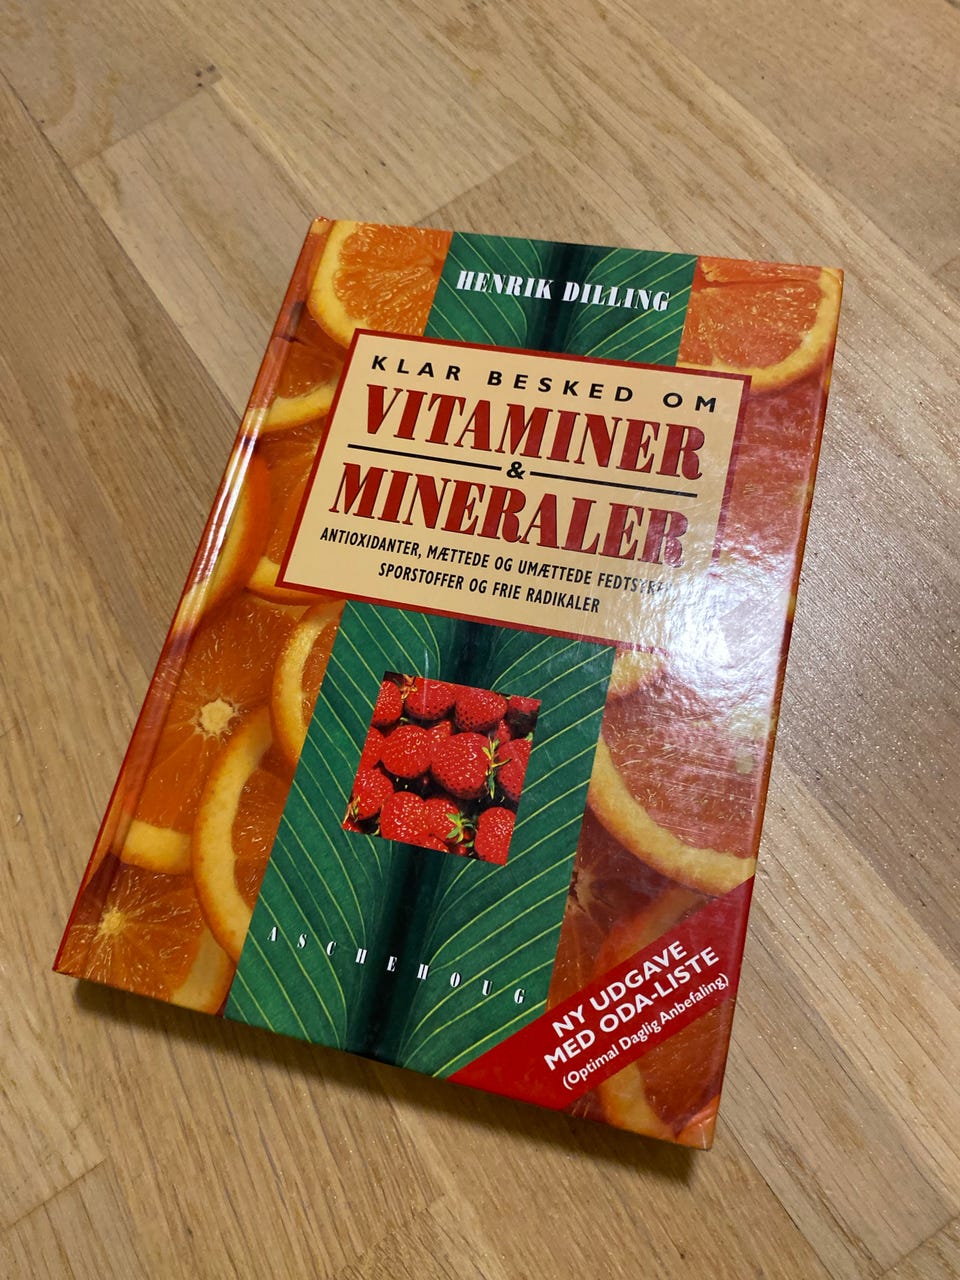 HENRIK DILLING
KLAR BESKED OM
VITAMINER
&
MINERALER
ANTIOXIDANTER, MÆTTEDE OG UMÆTTEDE
SPORSTOFFER OG FRIE RADIKALER
ASCHEHOUG
NY UDGAVE
MED ODA-LISTE
(Optimal Daglig Anbefaling)